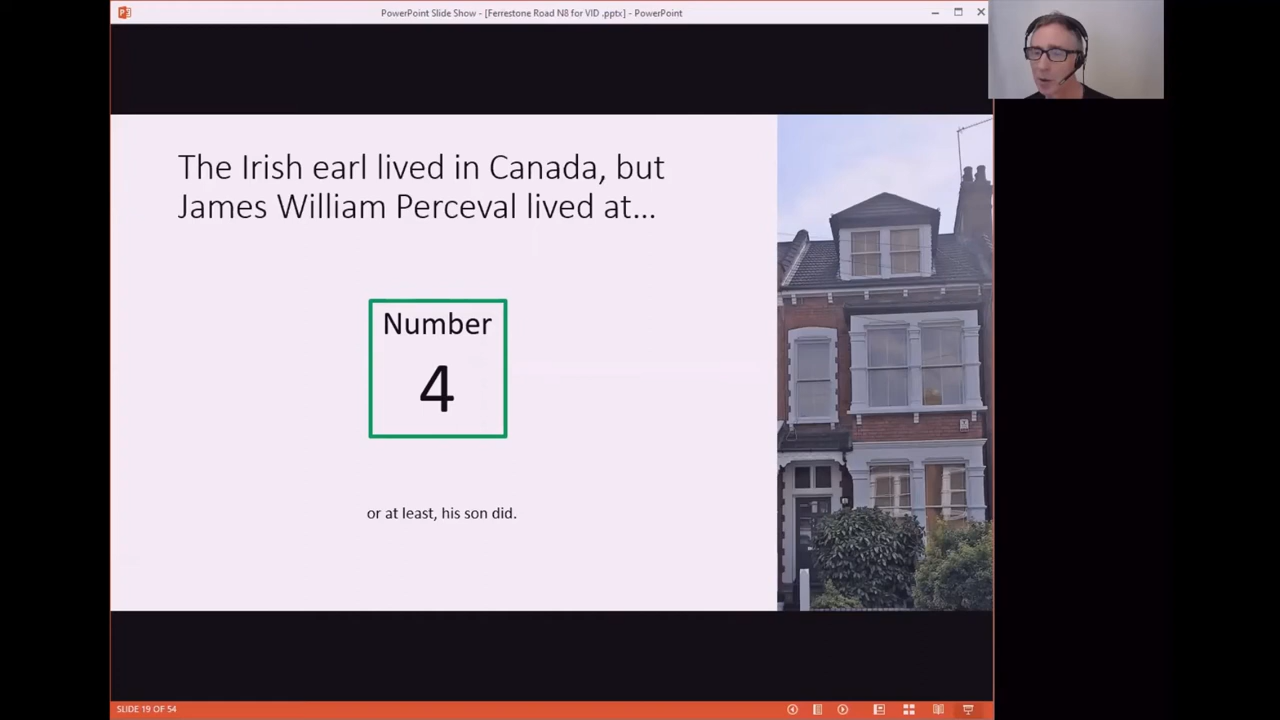 PowerPoint Slide Show - [Ferrestone Road N8 for VID .pptx] - PowerPoint
The Irish earl lived in Canada, but
James William Perceval lived at...
Number
4
or at least, his son did.
SLIDE 19 OF 54